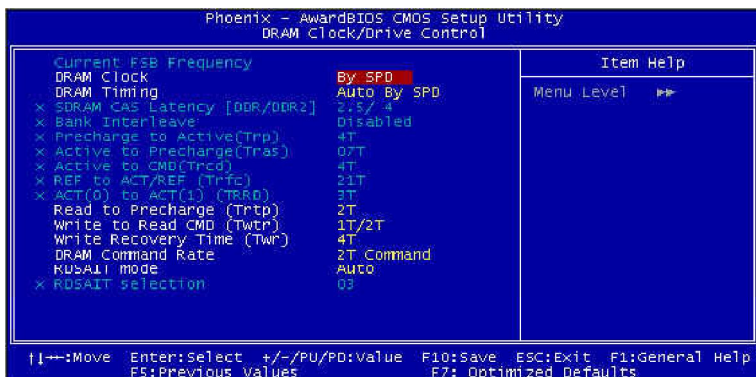 Phoenix - AwardBIOS CMOS Setup Utility
DRAM Clock/Drive Control
Current FSB Frequency
DRAM Clock By SPD
DRAM Timing Auto By SPD
x SDRAM CAS Latency [DDR/DDR2] 2.5/ 4
x Bank Interleave Disabled
x Precharge to Active(Trp) 4T
x Active to Precharge(Tras) 07T
x Active to CMD(Trcd) 4T
x REF to ACT/REF (Trfc) 21T
x ACT(0) to ACT(1) (TRRD) 3T
Read to Precharge (Trtp) 2T
Write to Read CMD (Twtr) 1T/2T
Write Recovery Time (Twr) 4T
DRAM Command Rate 2T Command
RDSAIT mode Auto
x RDSAIT selection 03
Item Help
Menu Level ▸▸
↑↓→←:Move Enter:Select +/-/PU/PD:Value F10:Save ESC:Exit F1:General Help
F5:Previous Values F7: Optimized Defaults